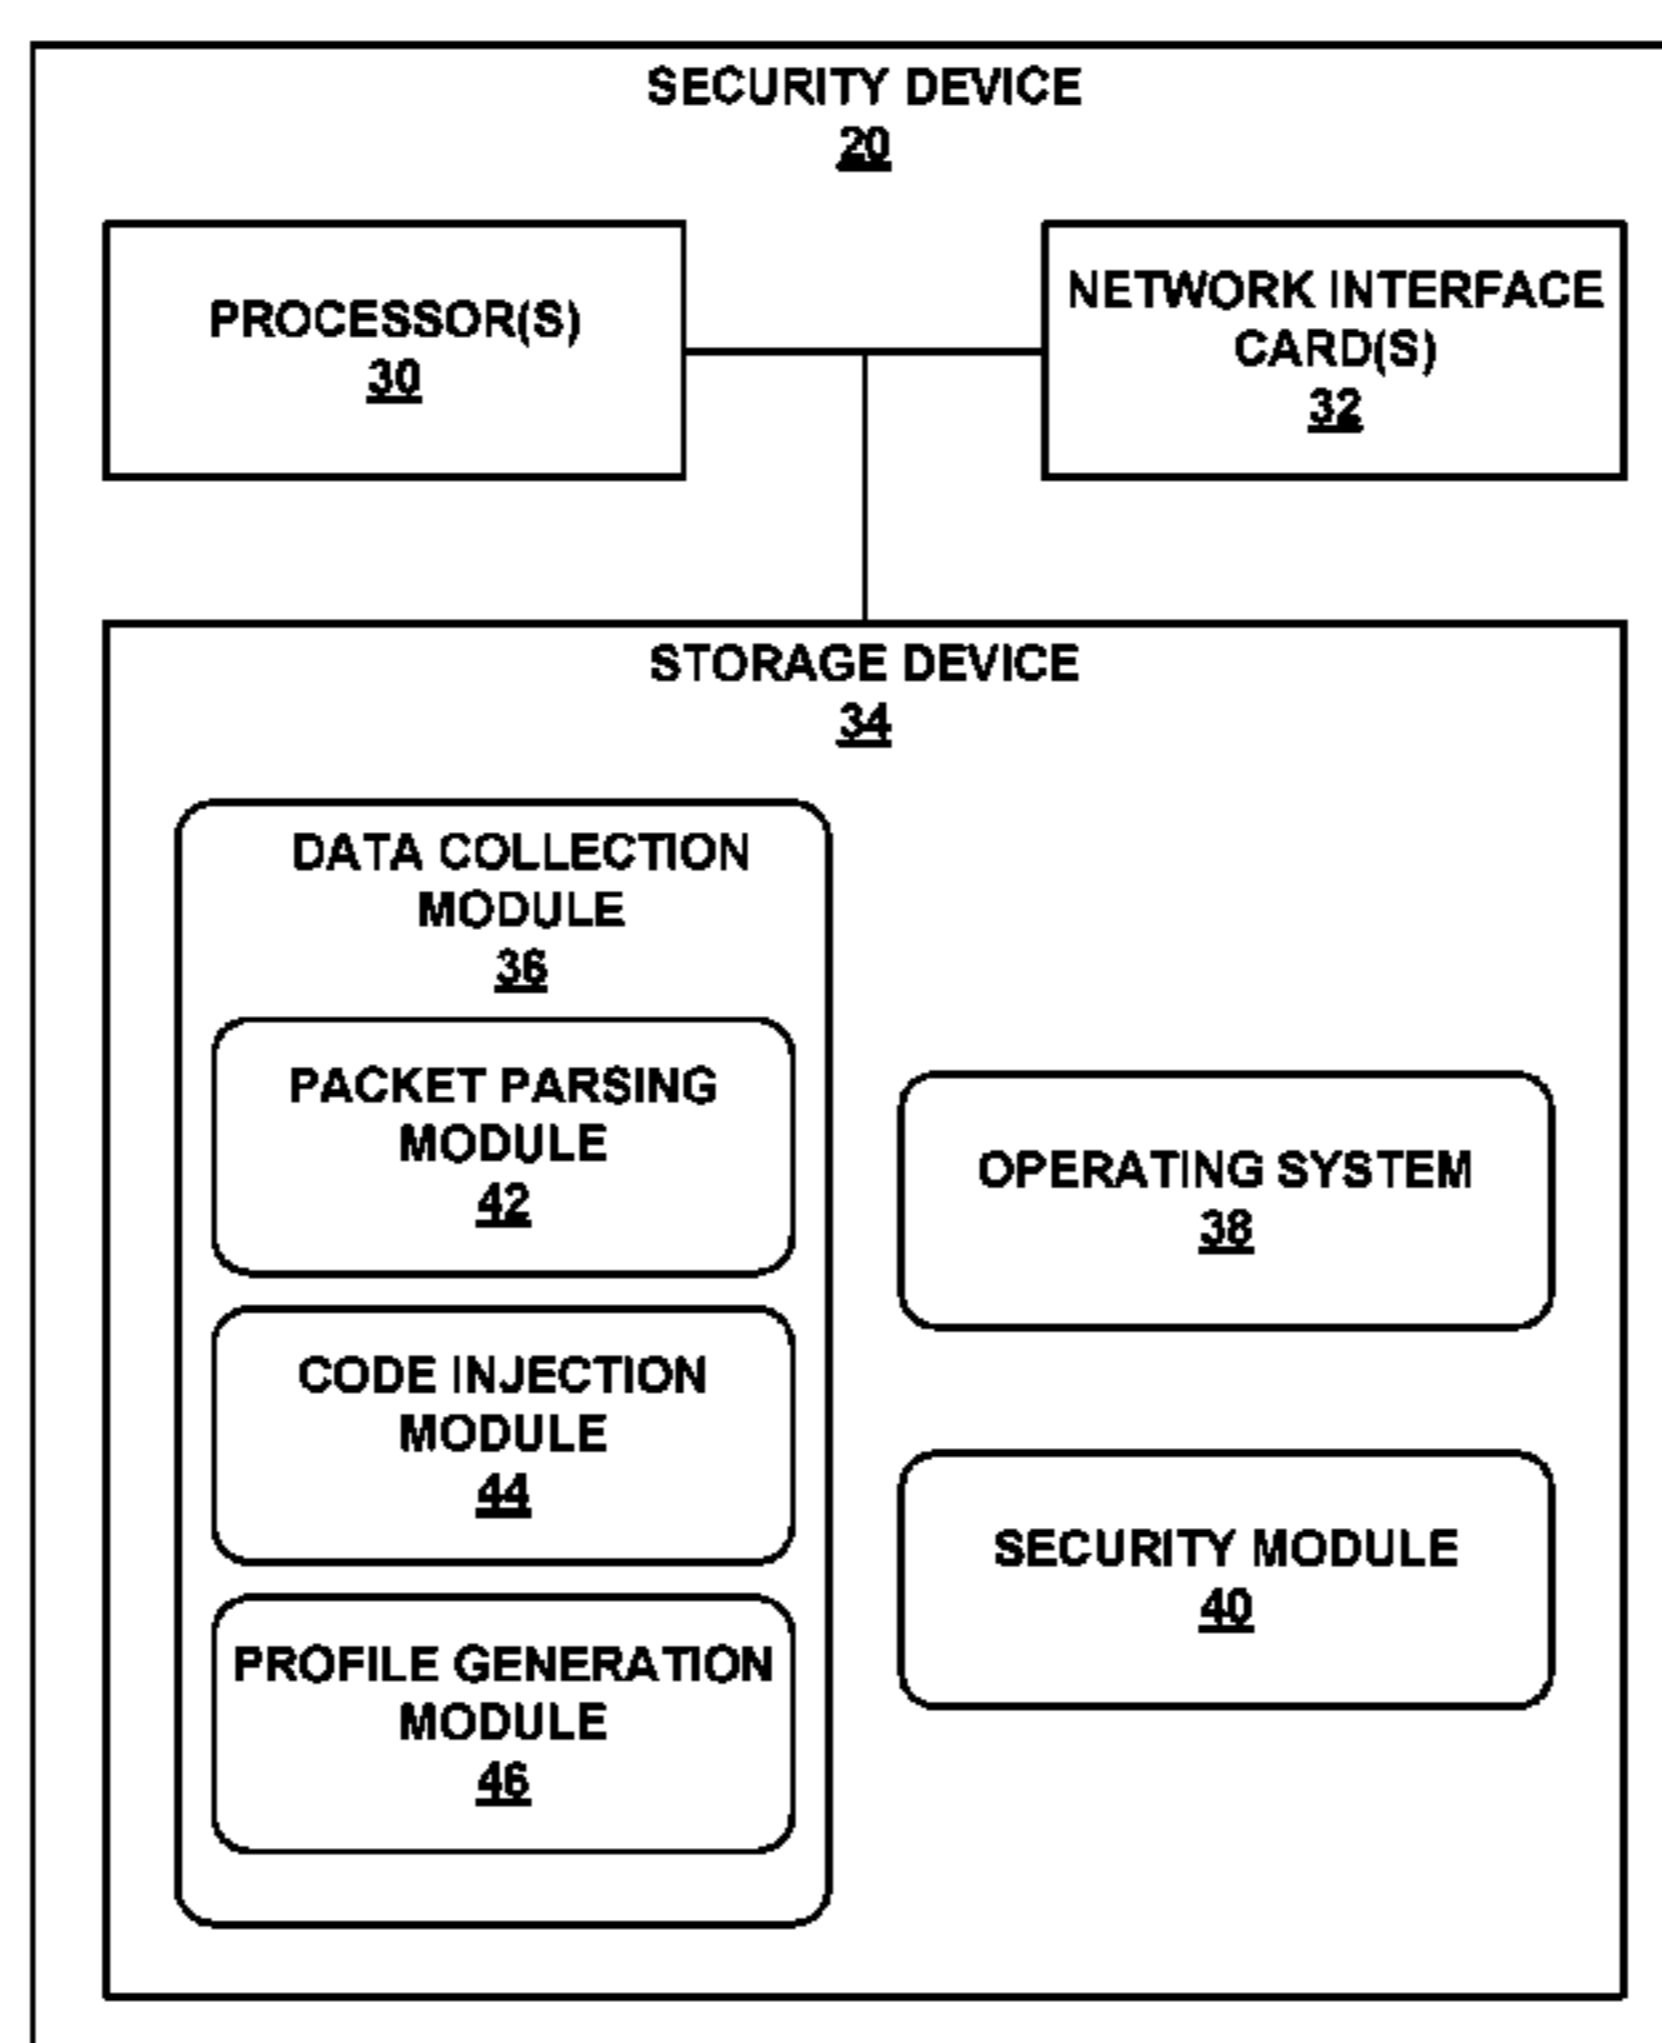 SECURITY DEVICE
20
PROCESSOR(S)
30
NETWORK INTERFACE
CARD(S)
32
STORAGE DEVICE
34
DATA COLLECTION
MODULE
36
PACKET PARSING
MODULE
42
CODE INJECTION
MODULE
44
PROFILE GENERATION
MODULE
46
OPERATING SYSTEM
38
SECURITY MODULE
40